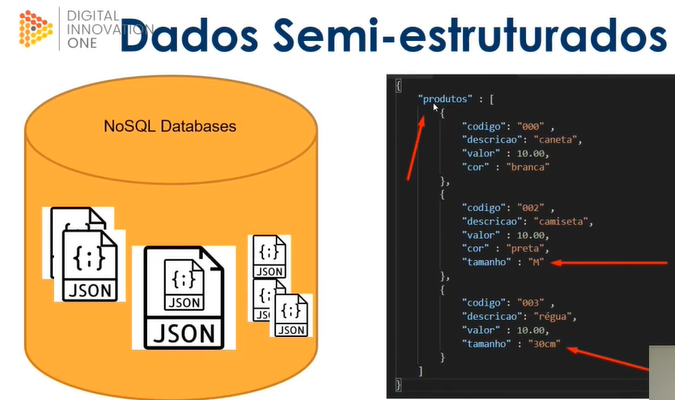 DIGITAL
INNOVATION
ONE
Dados Semi-estruturados
NoSQL Databases
{;}
JSON
{;}
JSON
JSON
{;}
JSON
{;}
JSON
{
"produtos" : [
{
"codigo": "000" ,
"descricao": "caneta",
"valor" : 10.00,
"cor" : "branca"
},
{
"codigo": "002" ,
"descricao": "camiseta",
"valor" : 10.00,
"cor" : "preta",
"tamanho" : "M"
},
{
"codigo": "003" ,
"descricao": "régua",
"valor" : 10.00,
"tamanho" : "30cm"
}
]
}